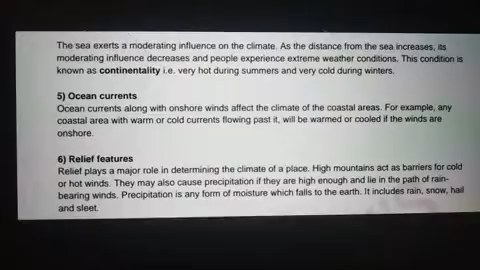 The sea exerts a moderating influence on the climate. As the distance from the sea increases, its
moderating influence decreases and people experience extreme weather conditions. This condition is
known as continentality i.e. very hot during summers and very cold during winters.
5) Ocean currents
Ocean currents along with onshore winds affect the climate of the coastal areas. For example, any
coastal area with warm or cold currents flowing past it, will be warmed or cooled if the winds are
onshore.
6) Relief features
Relief plays a major role in determining the climate of a place. High mountains act as barriers for cold
or hot winds. They may also cause precipitation if they are high enough and lie in the path of rain-
bearing winds. Precipitation is any form of moisture which falls to the earth. It includes rain, snow, hail
and sleet.